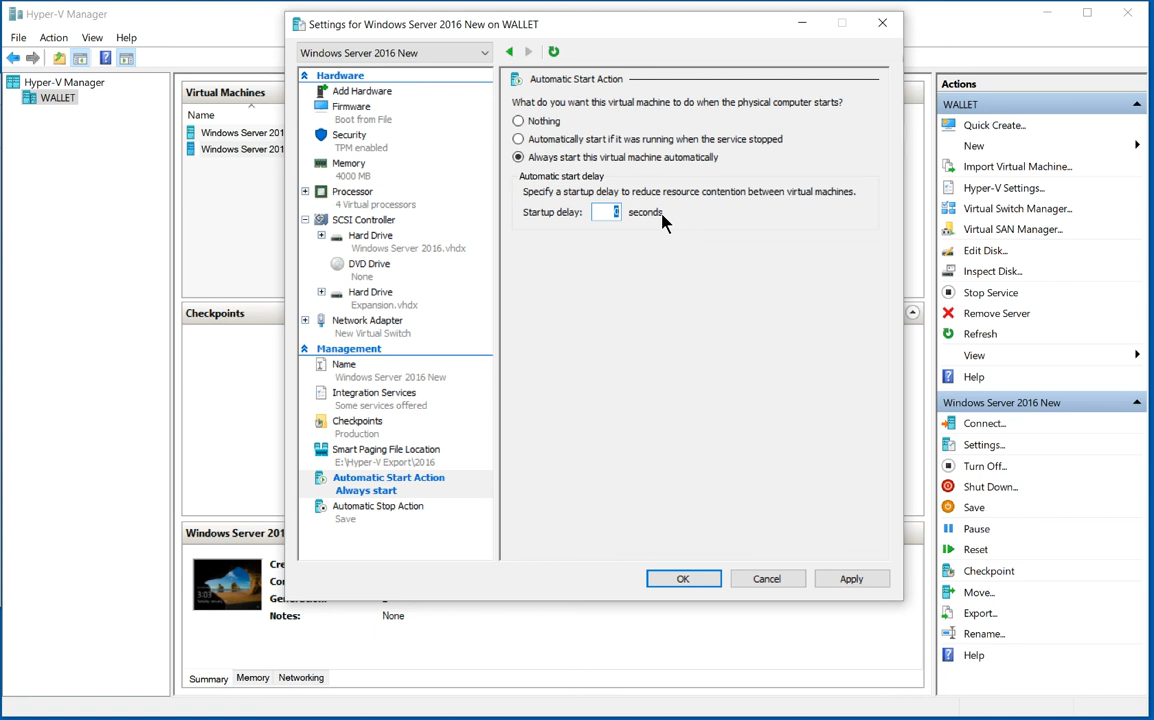 Hyper-V Manager
File Action View Help
Hyper-V Manager
WALLET
Virtual Machines
Name
Windows Server 201
Windows Server 201
Checkpoints
Windows Server 201
Cre
Notes:
None
Summary Memory Networking
Settings for Windows Server 2016 New on WALLET
Windows Server 2016 New
Hardware
Add Hardware
Firmware
Boot from File
Security
TPM enabled
Memory
4000 MB
Processor
4 Virtual processors
SCSI Controller
Hard Drive
Windows Server 2016.vhdx
DVD Drive
None
Hard Drive
Expansion.vhdx
Network Adapter
New Virtual Switch
Management
Name
Windows Server 2016 New
Integration Services
Some services offered
Checkpoints
Production
Smart Paging File Location
E:\Hyper-V Export\2016
Automatic Start Action
Always start
Automatic Stop Action
Save
Automatic Start Action
What do you want this virtual machine to do when the physical computer starts?
Nothing
Automatically start if it was running when the service stopped
Always start this virtual machine automatically
Automatic start delay
Specify a startup delay to reduce resource contention between virtual machines.
Startup delay: seconds
OK Cancel Apply
Actions
WALLET
Quick Create...
New
Import Virtual Machine...
Hyper-V Settings...
Virtual Switch Manager...
Virtual SAN Manager...
Edit Disk...
Inspect Disk...
Stop Service
Remove Server
Refresh
View
Help
Windows Server 2016 New
Connect...
Settings...
Turn Off...
Shut Down...
Save
Pause
Reset
Checkpoint
Move...
Export...
Rename...
Help